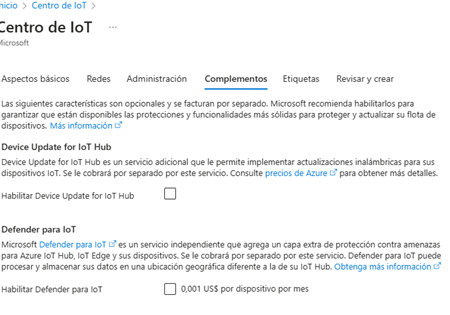 nicio > Centro de IoT >
Centro de IoT ...
Microsoft
Aspectos básicos Redes Administración Complementos Etiquetas Revisar y crear
Las siguientes características son opcionales y se facturan por separado. Microsoft recomienda habilitarlos para
garantizar que están disponibles las protecciones y funcionalidades más sólidas para proteger y actualizar su flota de
dispositivos. Más información
Device Update for IoT Hub
Device Update for IoT Hub es un servicio adicional que le permite implementar actualizaciones inalámbricas para sus
dispositivos IoT. Se le cobrará por separado por este servicio. Consulte precios de Azure para obtener más detalles.
Habilitar Device Update for IoT Hub
Defender para IoT
Microsoft Defender para IoT es un servicio independiente que agrega un capa extra de protección contra amenazas
para Azure IoT Hub, IoT Edge y sus dispositivos. Se le cobrará por separado por este servicio. Defender para IoT puede
procesar y almacenar sus datos en una ubicación geográfica diferente a la de su IoT Hub. Obtenga más información
Habilitar Defender para IoT 0,001 US$ por dispositivo por mes